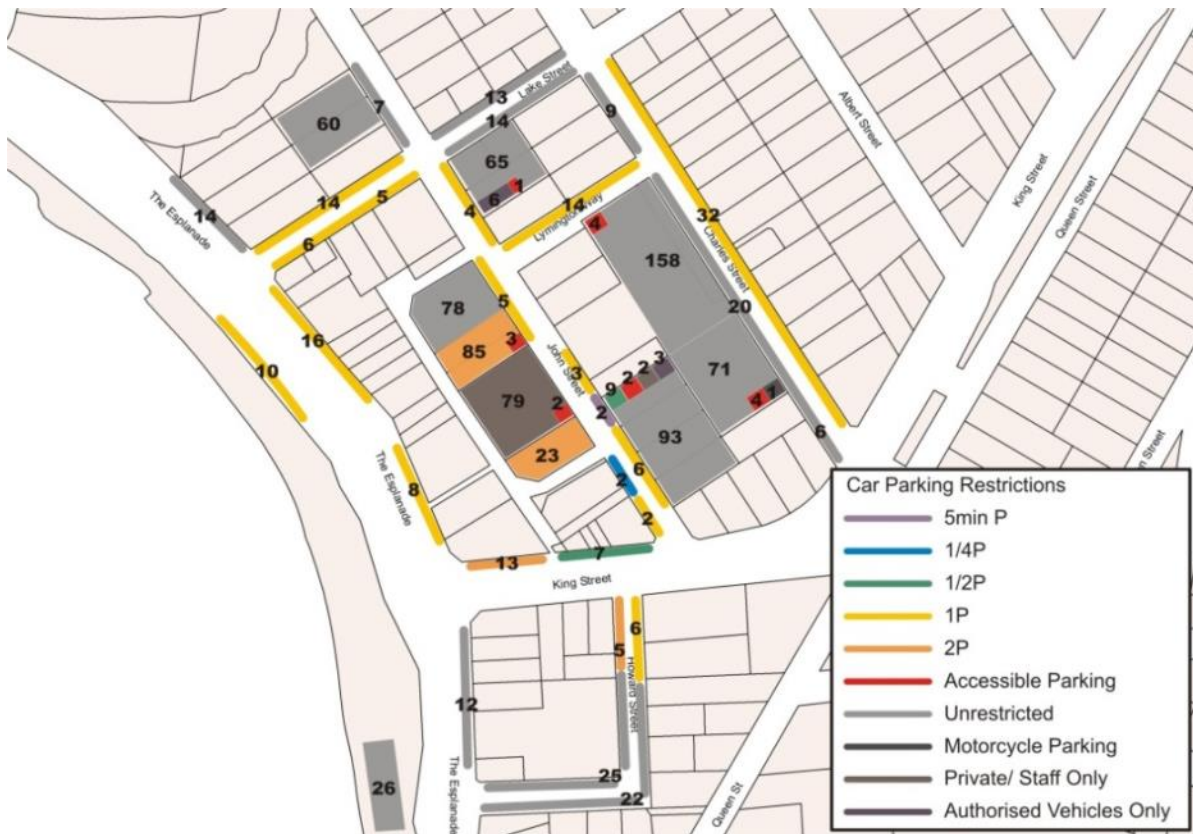 Lake Street
13
14
7
9
60
65
1
6
Albert Street
King Street
Queen Street
14
5
14
The Esplanade
4
14
Lymington Way
32
Charles Street
6
4
158
5
78
20
16
3
85
John Street
3
10
3
2
2
9
71
79
2
2
4
1
93
23
6
6
The Esplanade
8
2
2
13
7
King Street
6
5
Howard Street
12
25
22
26
The Esplanade
Queen St
n Street
Car Parking Restrictions
5min P
1/4P
1/2P
1P
2P
Accessible Parking
Unrestricted
Motorcycle Parking
Private/ Staff Only
Authorised Vehicles Only